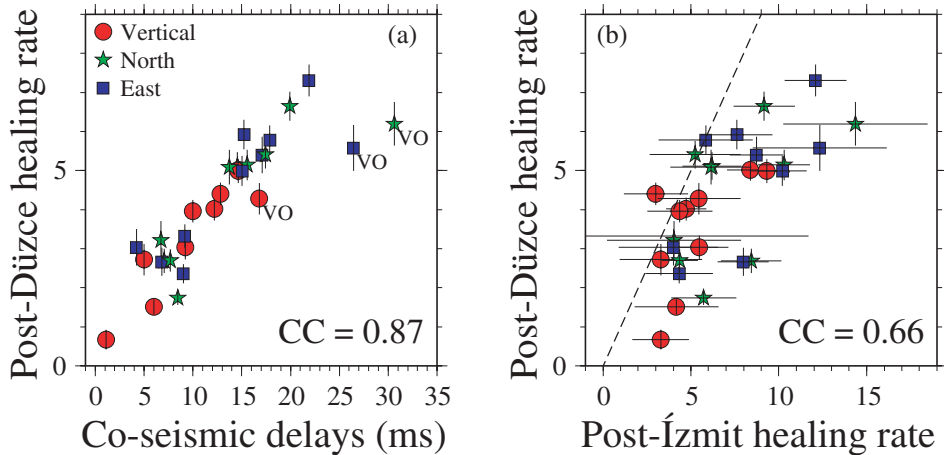 (a)
Vertical
North
East
VO
VO
VO
CC = 0.87
Post-Düzce healing rate
5
0
0 5 10 15 20 25 30 35
Co-seismic delays (ms)
(b)
CC = 0.66
Post-Düzce healing rate
5
0
0 5 10 15
Post-Ízmit healing rate